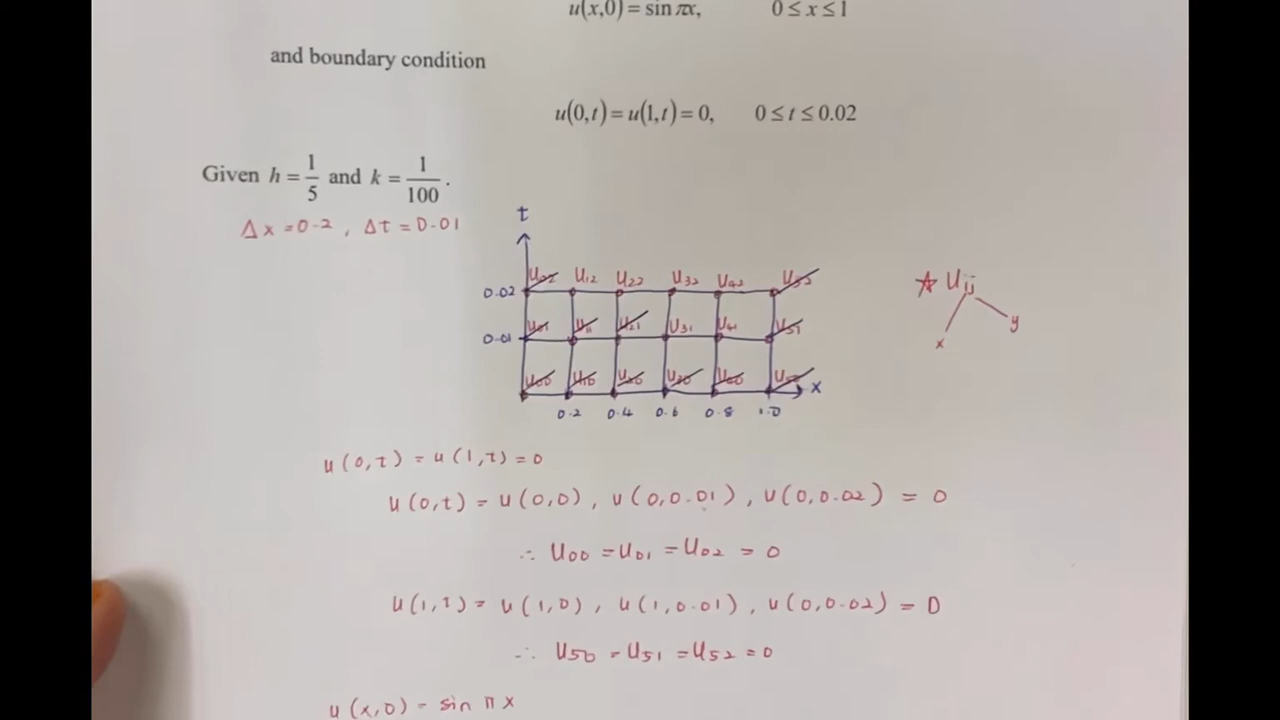 u(x,0) = sin πx, 0 ≤ x ≤ 1
and boundary condition
u(0,t) = u(1,t) = 0, 0 ≤ t ≤ 0.02
Given h = 1/5 and k = 1/100 .
Δx = 0.2 , Δt = 0.01
t
0.02 U02 U12 U22 U32 U42 U52
☆ Uij
x y
0.01 U01 U11 U21 U31 U41 U51
U00 U10 U20 U30 U40 U50 x
0.2 0.4 0.6 0.8 1.0
u(0,t) = u(1,t) = 0
u(0,t) = u(0,0), u(0,0.01), u(0,0.02) = 0
∴ U00 = U01 = U02 = 0
u(1,t) = u(1,0), u(1,0.01), u(0,0.02) = 0
∴ U50 = U51 = U52 = 0
u(x,0) = sin π x